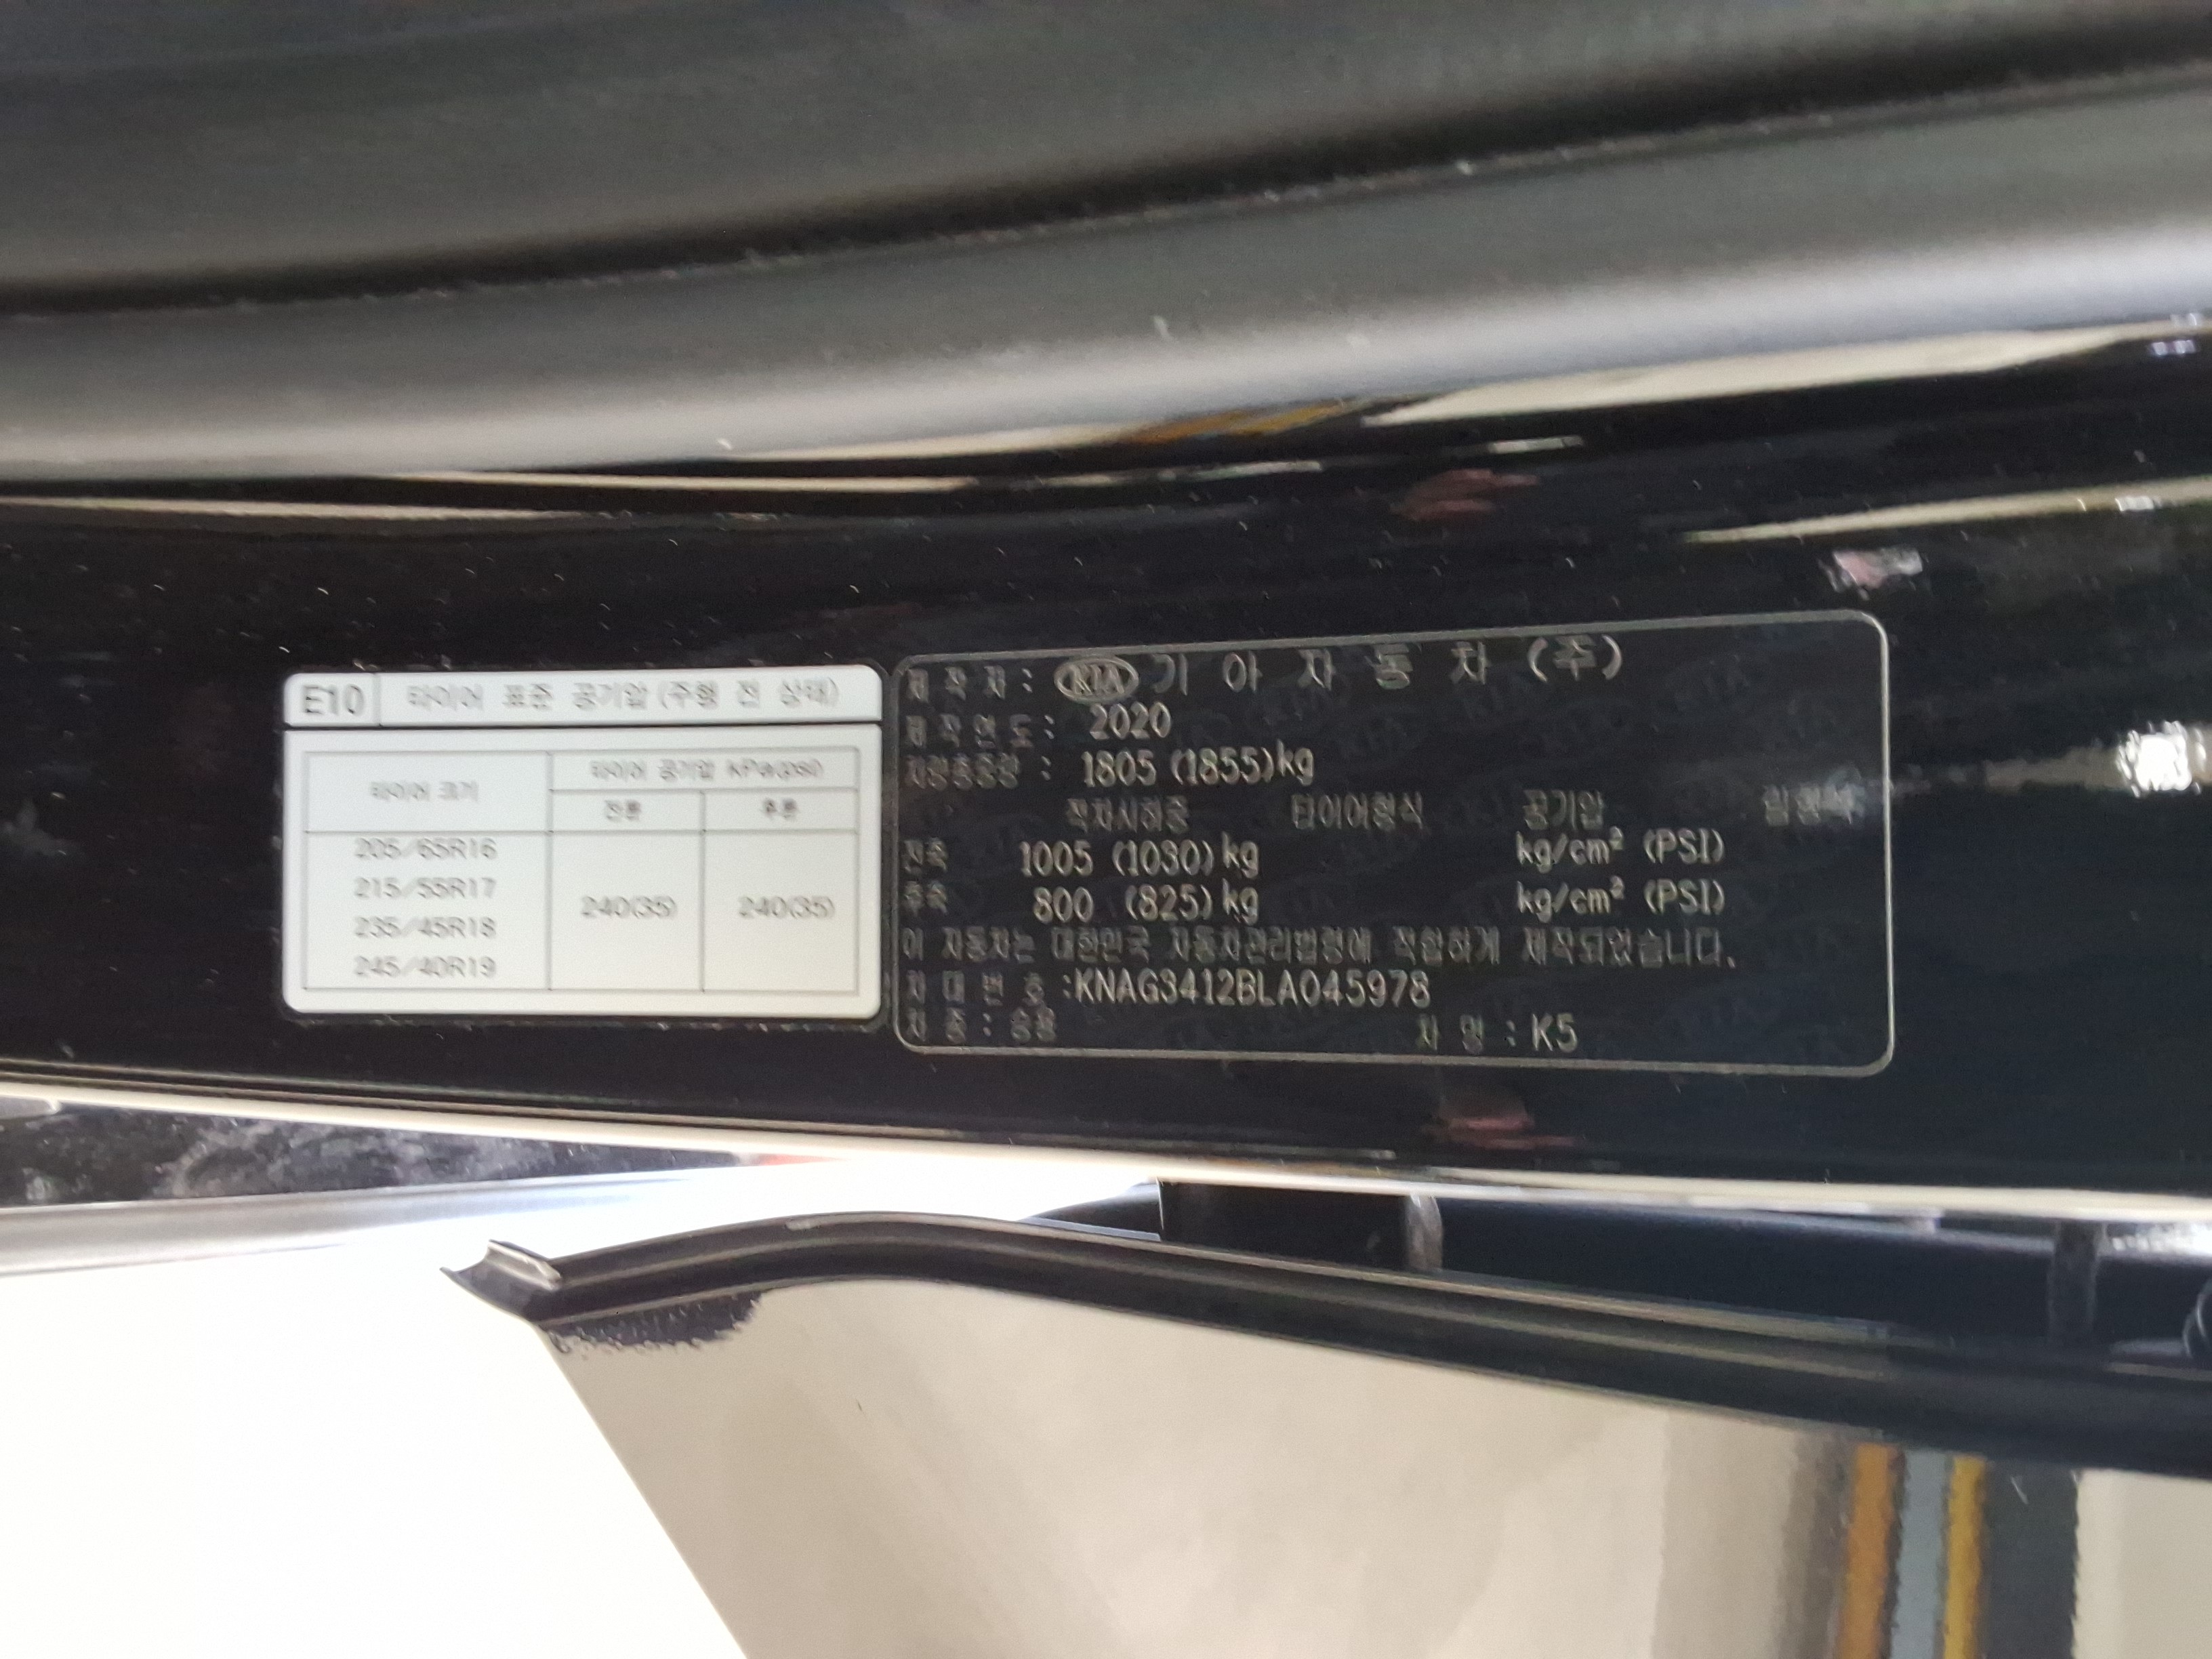 E10 타이어 표준 공기압 (주행 전 상태)
타이어 크기 타이어 공기압 KPa(psi)
전륜 후륜
205/65R16
215/55R17
235/45R18
245/40R19
240(35) 240(35)
제작자 : KIA 기아자동차 (주)
제작연도 : 2020
차량총중량 : 1805 (1855)kg
적차시하중 타이어형식 공기압 림형식
전축 1005 (1030)kg kg/cm² (PSI)
후축 800 (825)kg kg/cm² (PSI)
이 자동차는 대한민국 자동차관리법령에 적합하게 제작되었습니다.
차대번호 :KNAG3412BLA045978
차종 : 승용 차명 : K5